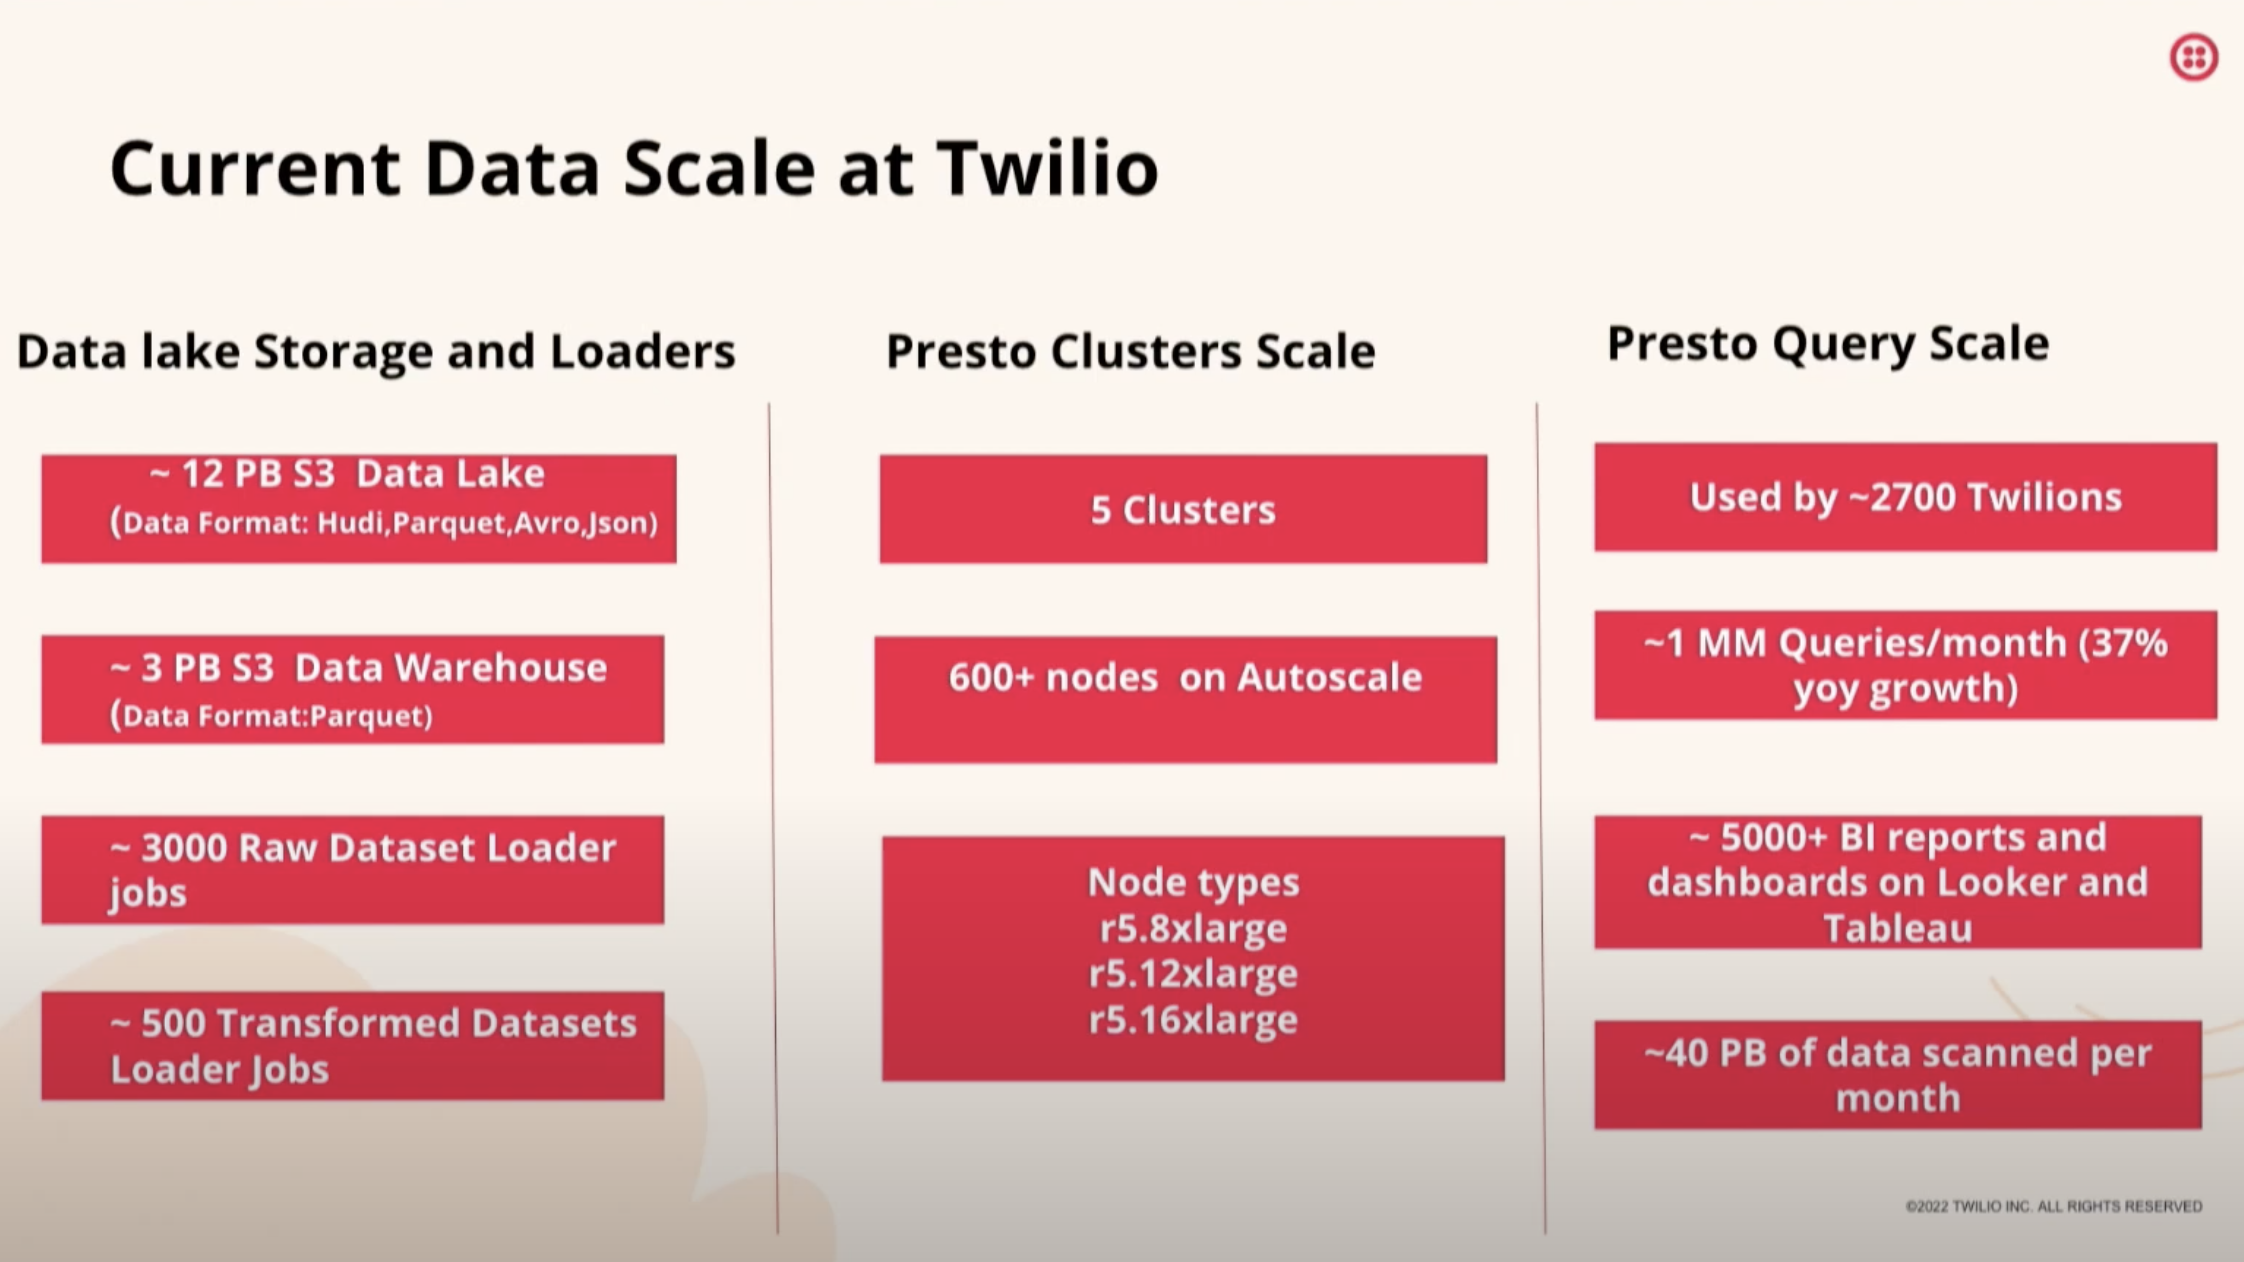 Current Data Scale at Twilio
Data lake Storage and Loaders
~ 12 PB S3 Data Lake
(Data Format: Hudi,Parquet,Avro,Json)
~ 3 PB S3 Data Warehouse
(Data Format:Parquet)
~ 3000 Raw Dataset Loader
jobs
~ 500 Transformed Datasets
Loader Jobs
Presto Clusters Scale
5 Clusters
600+ nodes on Autoscale
Node types
r5.8xlarge
r5.12xlarge
r5.16xlarge
Presto Query Scale
Used by ~2700 Twilions
~1 MM Queries/month (37%
yoy growth)
~ 5000+ BI reports and
dashboards on Looker and
Tableau
~40 PB of data scanned per
month
©2022 TWILIO INC. ALL RIGHTS RESERVED